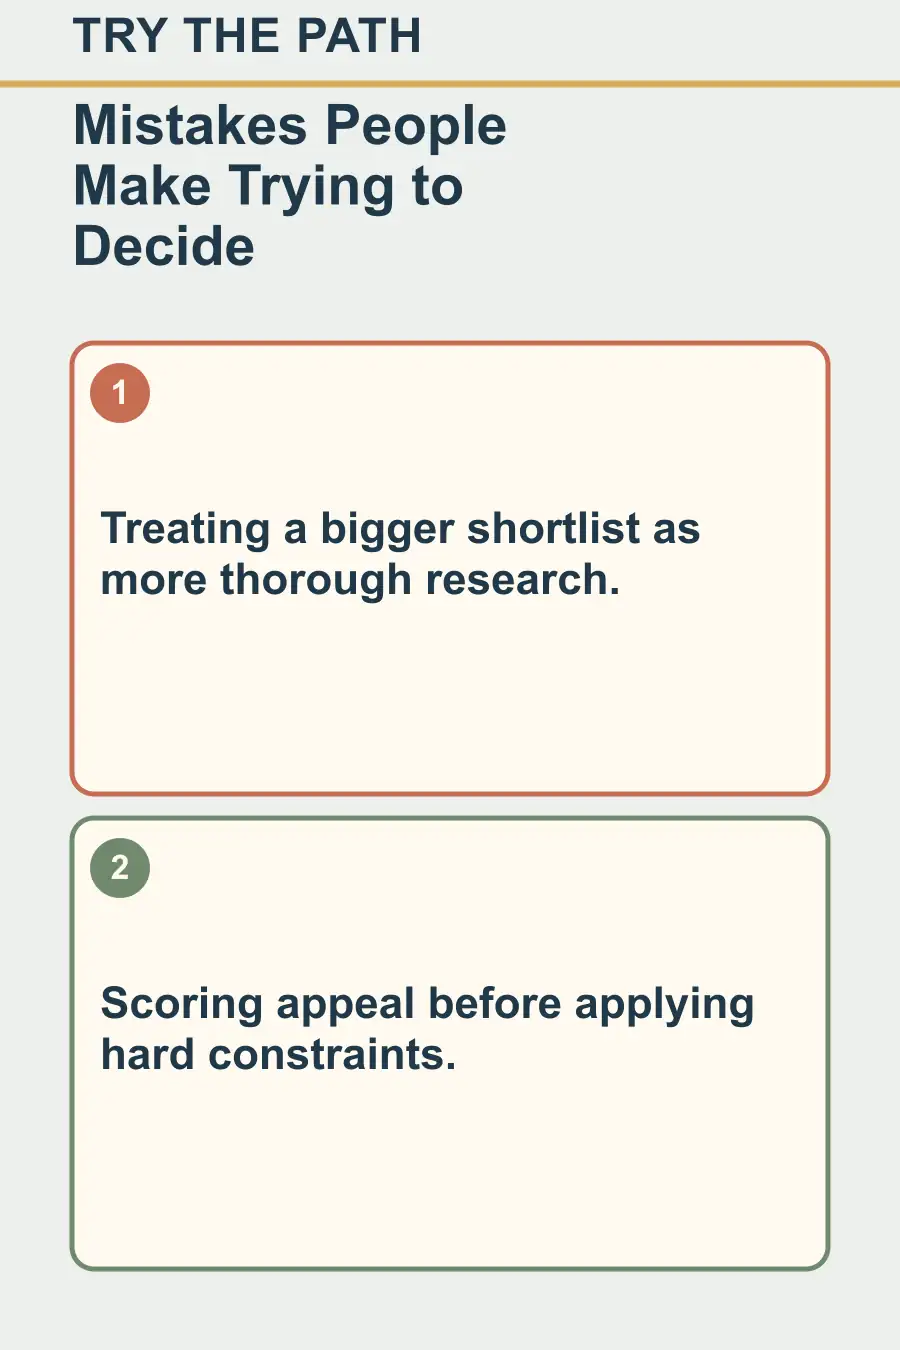 TRY THE PATH
Mistakes People
Make Trying to
Decide
1
Treating a bigger shortlist as
more thorough research.
2
Scoring appeal before applying
hard constraints.